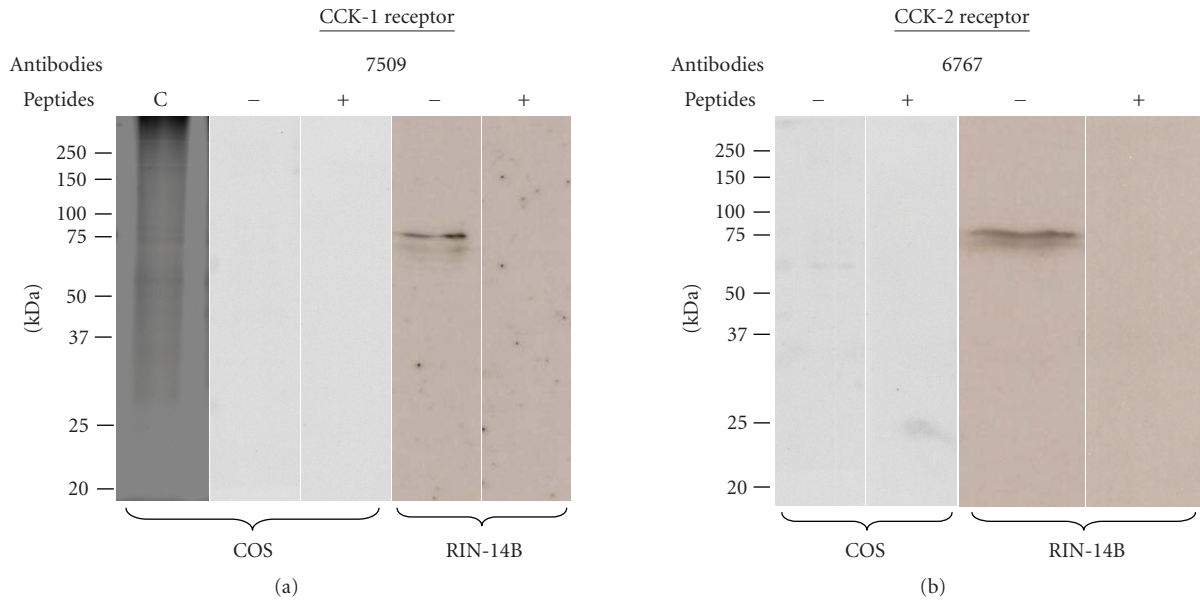 CCK-1 receptor
Antibodies 7509
Peptides C − + − +
250
150
100
75
50
37
25
20
(kDa)
COS RIN-14B
(a)
CCK-2 receptor
Antibodies 6767
Peptides − + − +
250
150
100
75
50
37
25
20
(kDa)
COS RIN-14B
(b)